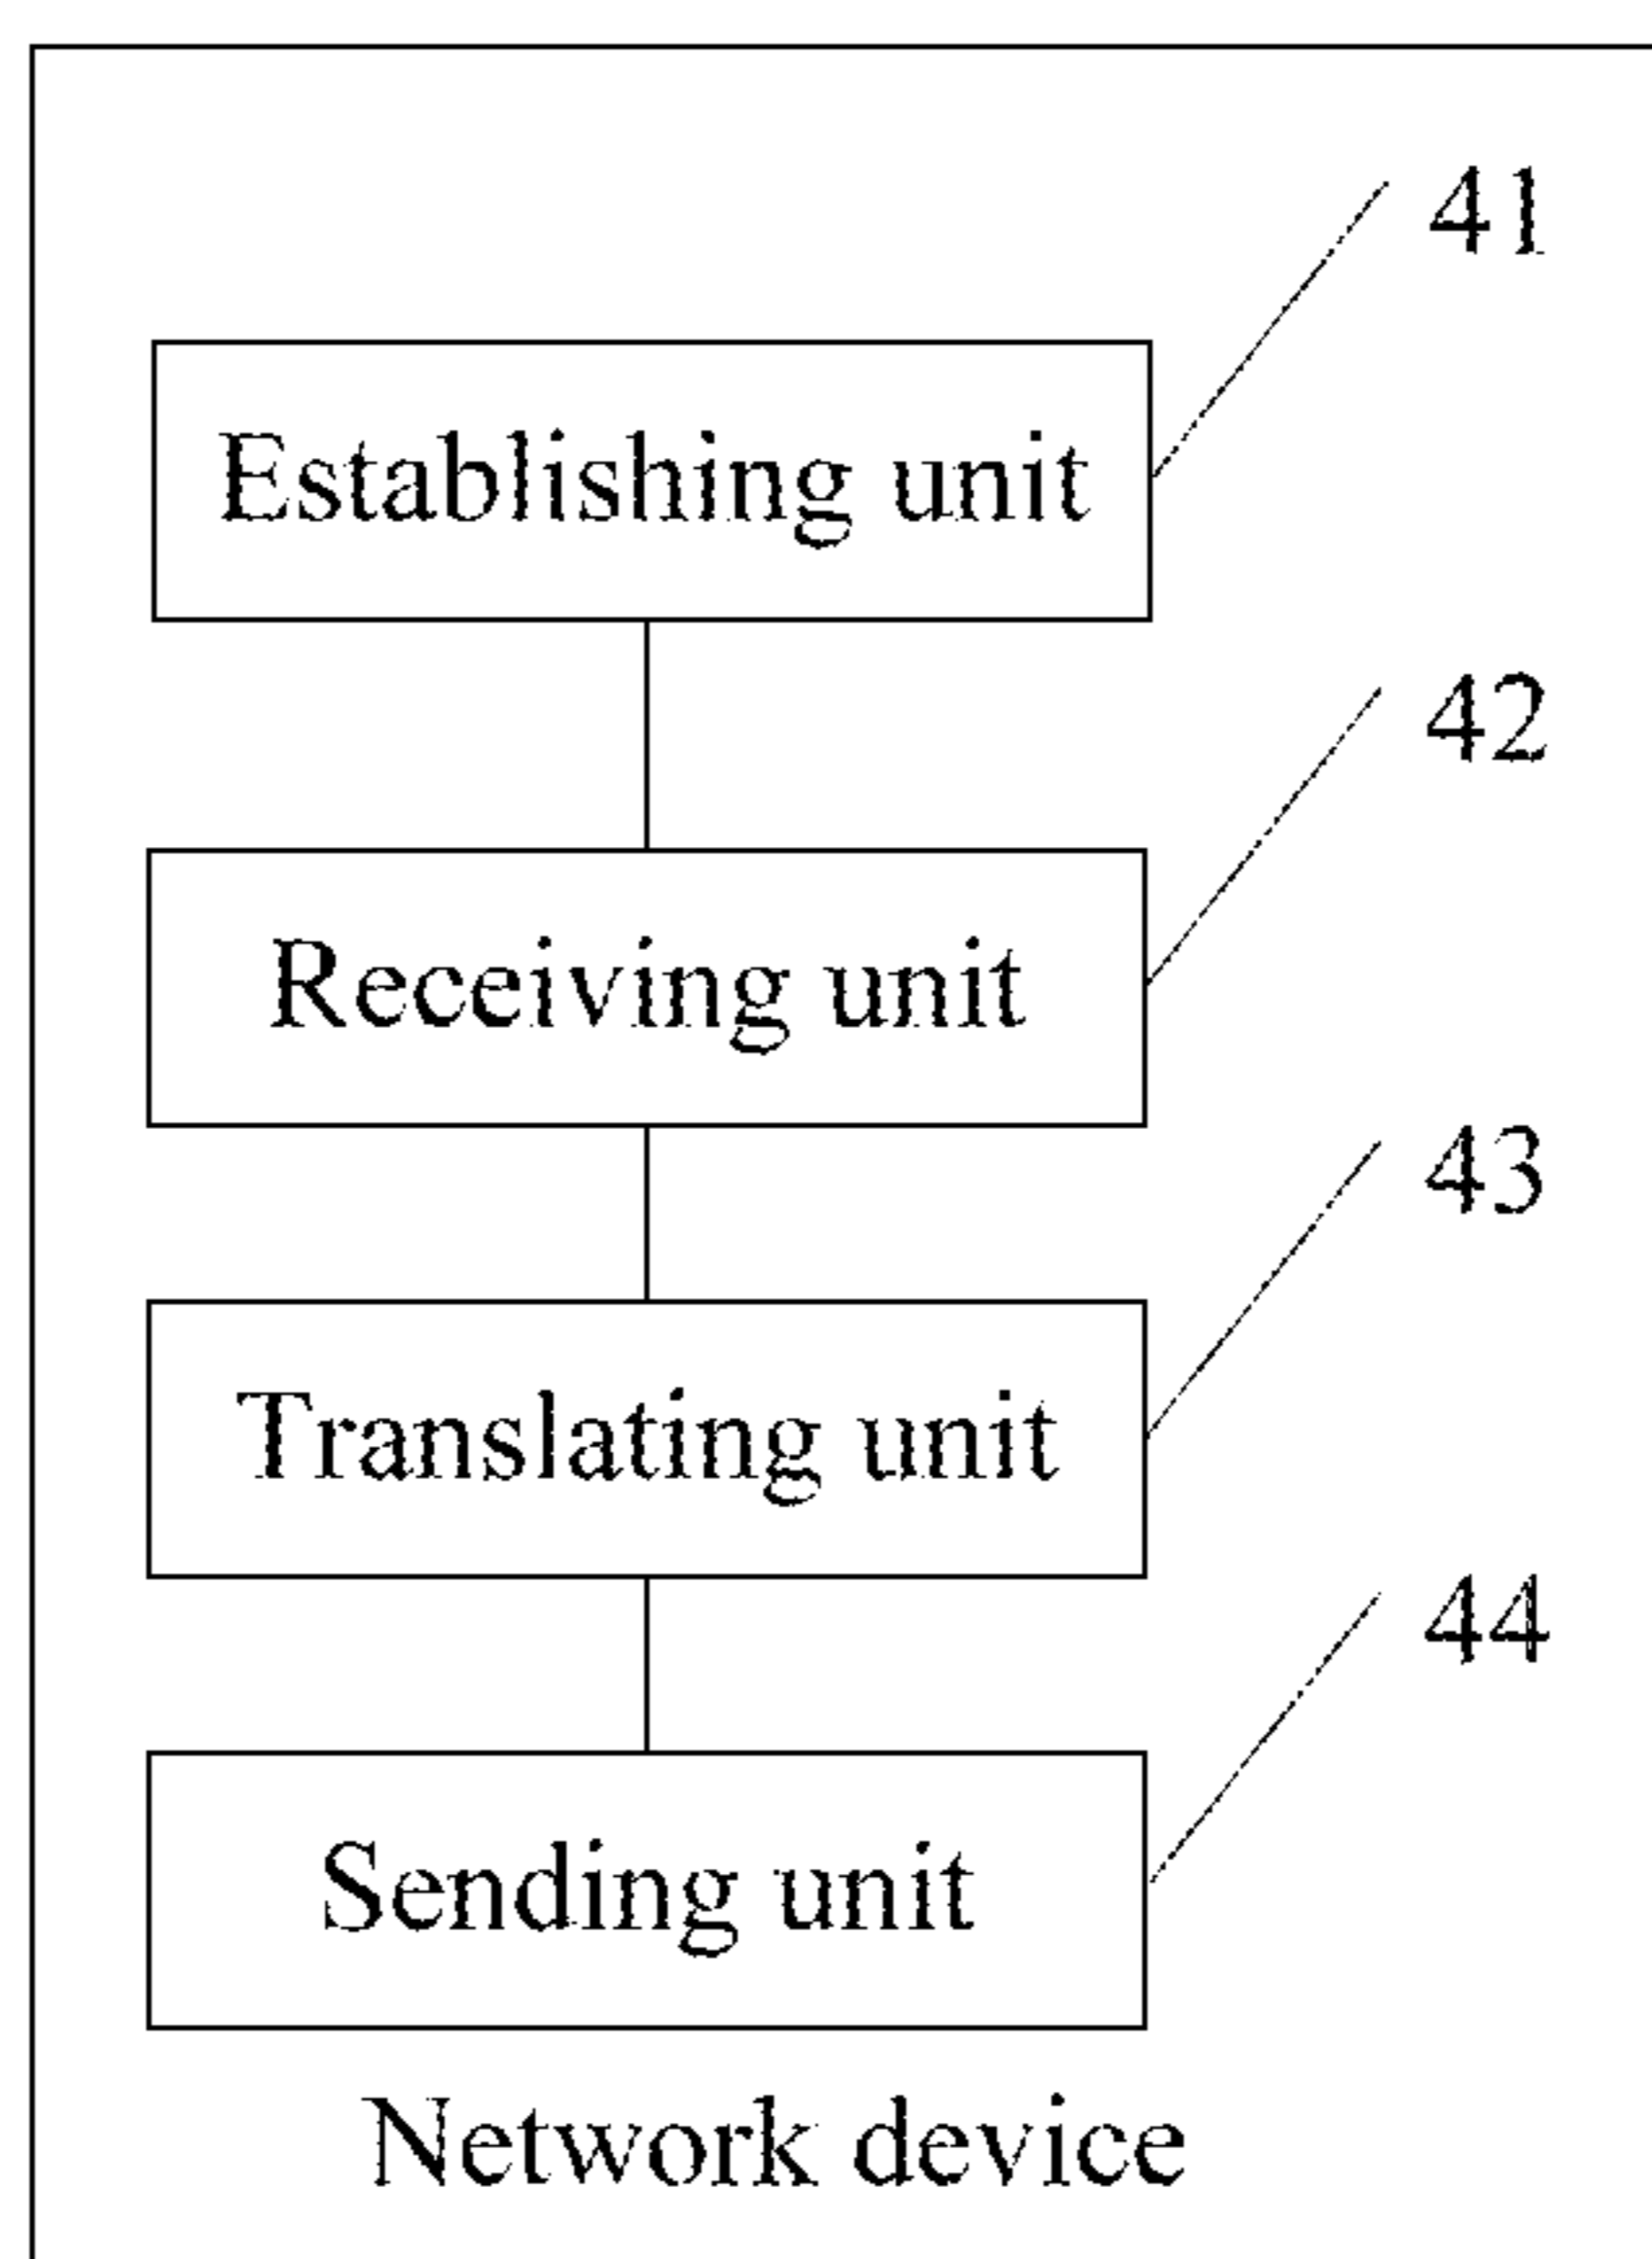 41
Establishing unit
42
Receiving unit
43
Translating unit
44
Sending unit
Network device